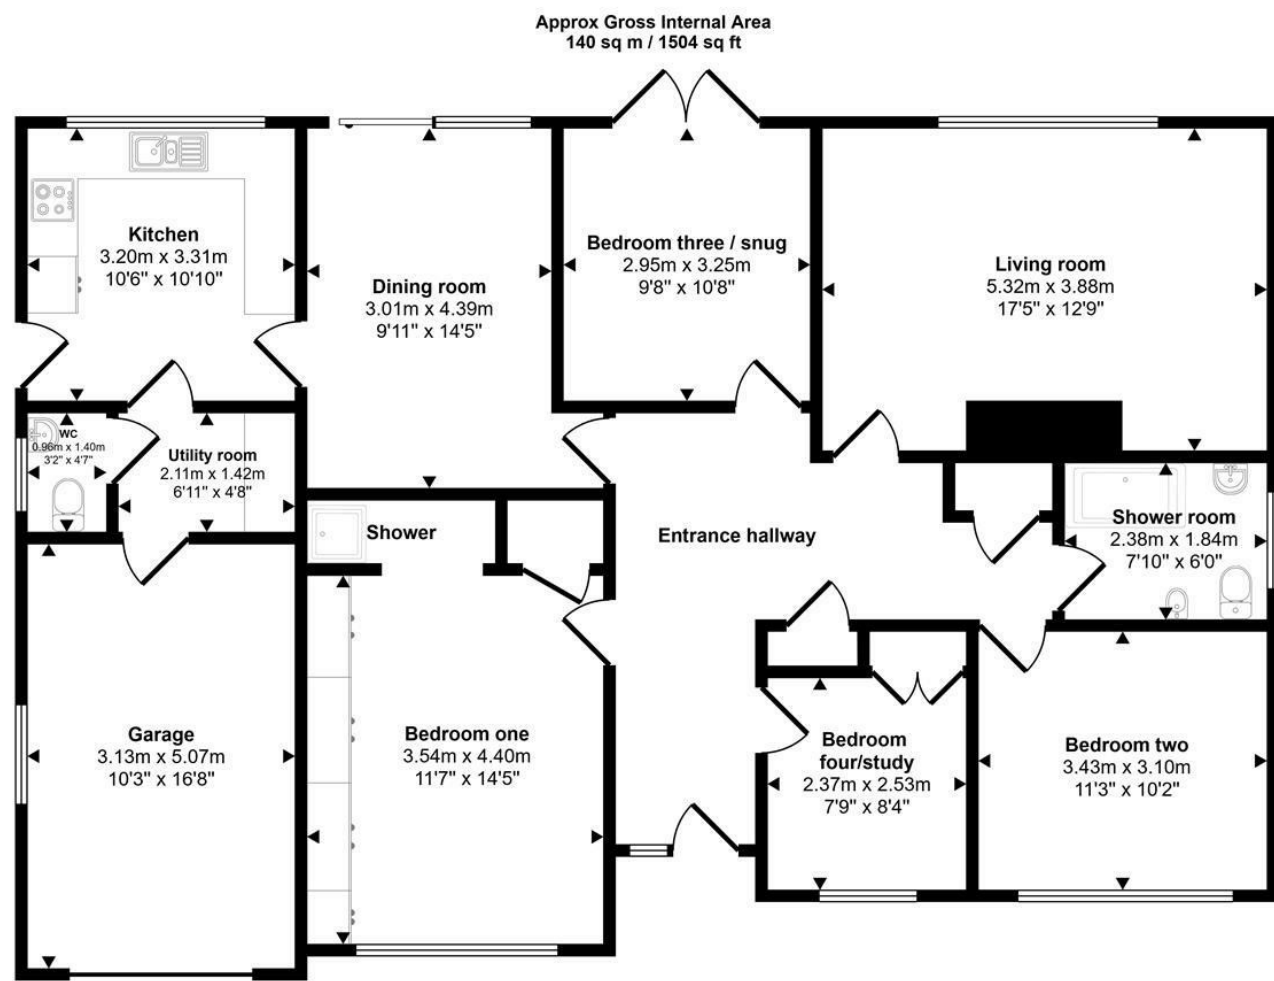 Approx Gross Internal Area
140 sq m / 1504 sq ft
Kitchen
3.20m x 3.31m
10'6" x 10'10"
Dining room
3.01m x 4.39m
9'11" x 14'5"
Bedroom three / snug
2.95m x 3.25m
9'8" x 10'8"
Living room
5.32m x 3.88m
17'5" x 12'9"
WC
0.96m x 1.40m
3'2" x 4'7"
Utility room
2.11m x 1.42m
6'11" x 4'8"
Shower
Entrance hallway
Shower room
2.38m x 1.84m
7'10" x 6'0"
Garage
3.13m x 5.07m
10'3" x 16'8"
Bedroom one
3.54m x 4.40m
11'7" x 14'5"
Bedroom
four/study
2.37m x 2.53m
7'9" x 8'4"
Bedroom two
3.43m x 3.10m
11'3" x 10'2"